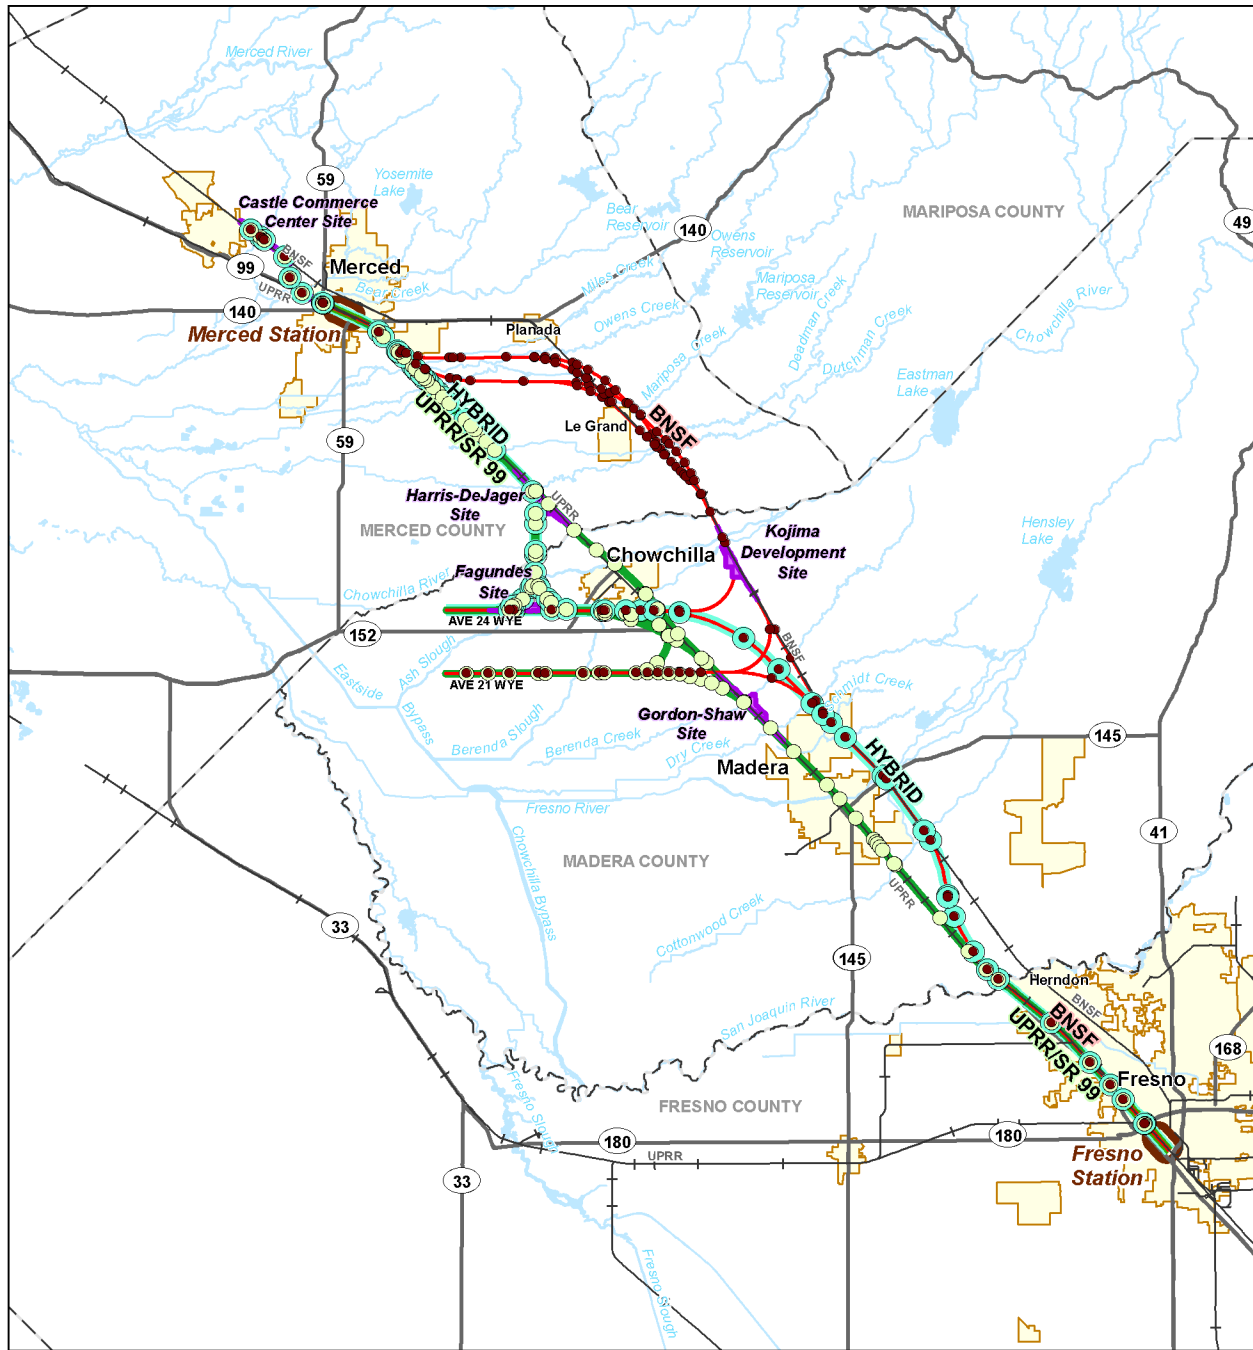 Merced River
59
Yosemite
Lake
Castle Commerce
Center Site
MARIPOSA COUNTY
Bear
Reservoir
140
49
Owens
Reservoir
BNSF
99
Merced
Miles Creek
Mariposa
Reservoir
UPRR
Bear Creek
Chowchilla River
140
Merced Station
Owens Creek
Planada
Deadman Creek
Dutchman Creek
Mariposa Creek
Eastman
Lake
HYBRID
UPRR/SR 99
BNSF
Le Grand
59
Harris-DeJager
Site
UPRR
MERCED COUNTY
Kojima
Development
Site
Hensley
Lake
Chowchilla
Fagundes
Site
Chowchilla River
AVE 24 WYE
152
BNSF
Ash Slough
Eastside
Bypass
AVE 21 WYE
Schmidt Creek
Gordon-Shaw
Site
Berenda Slough
Berenda Creek
Dry Creek
145
HYBRID
Madera
Fresno River
41
Chowchilla Bypass
MADERA COUNTY
UPRR
Cottonwood Creek
33
145
Herndon
BNSF
San Joaquin River
BNSF
UPRR/SR 99
168
Fresno
Fresno Slough
FRESNO COUNTY
180
180
UPRR
Fresno
Station
33
Fresno Slough